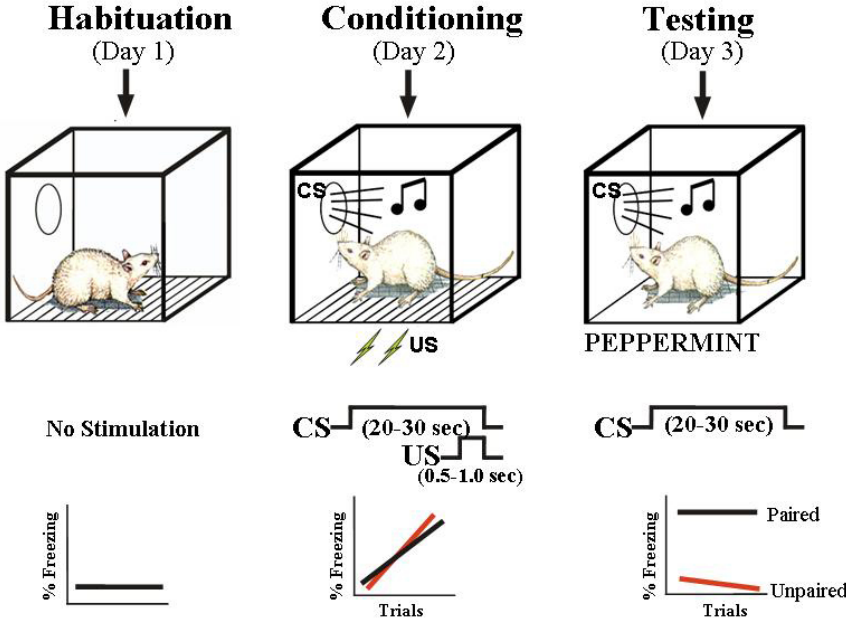 Habituation
(Day 1)
Conditioning
(Day 2)
Testing
(Day 3)
CS
US
CS
PEPPERMINT
No Stimulation
CS
(20-30 sec)
US
(0.5-1.0 sec)
CS
(20-30 sec)
% Freezing
% Freezing
Trials
% Freezing
Paired
Unpaired
Trials